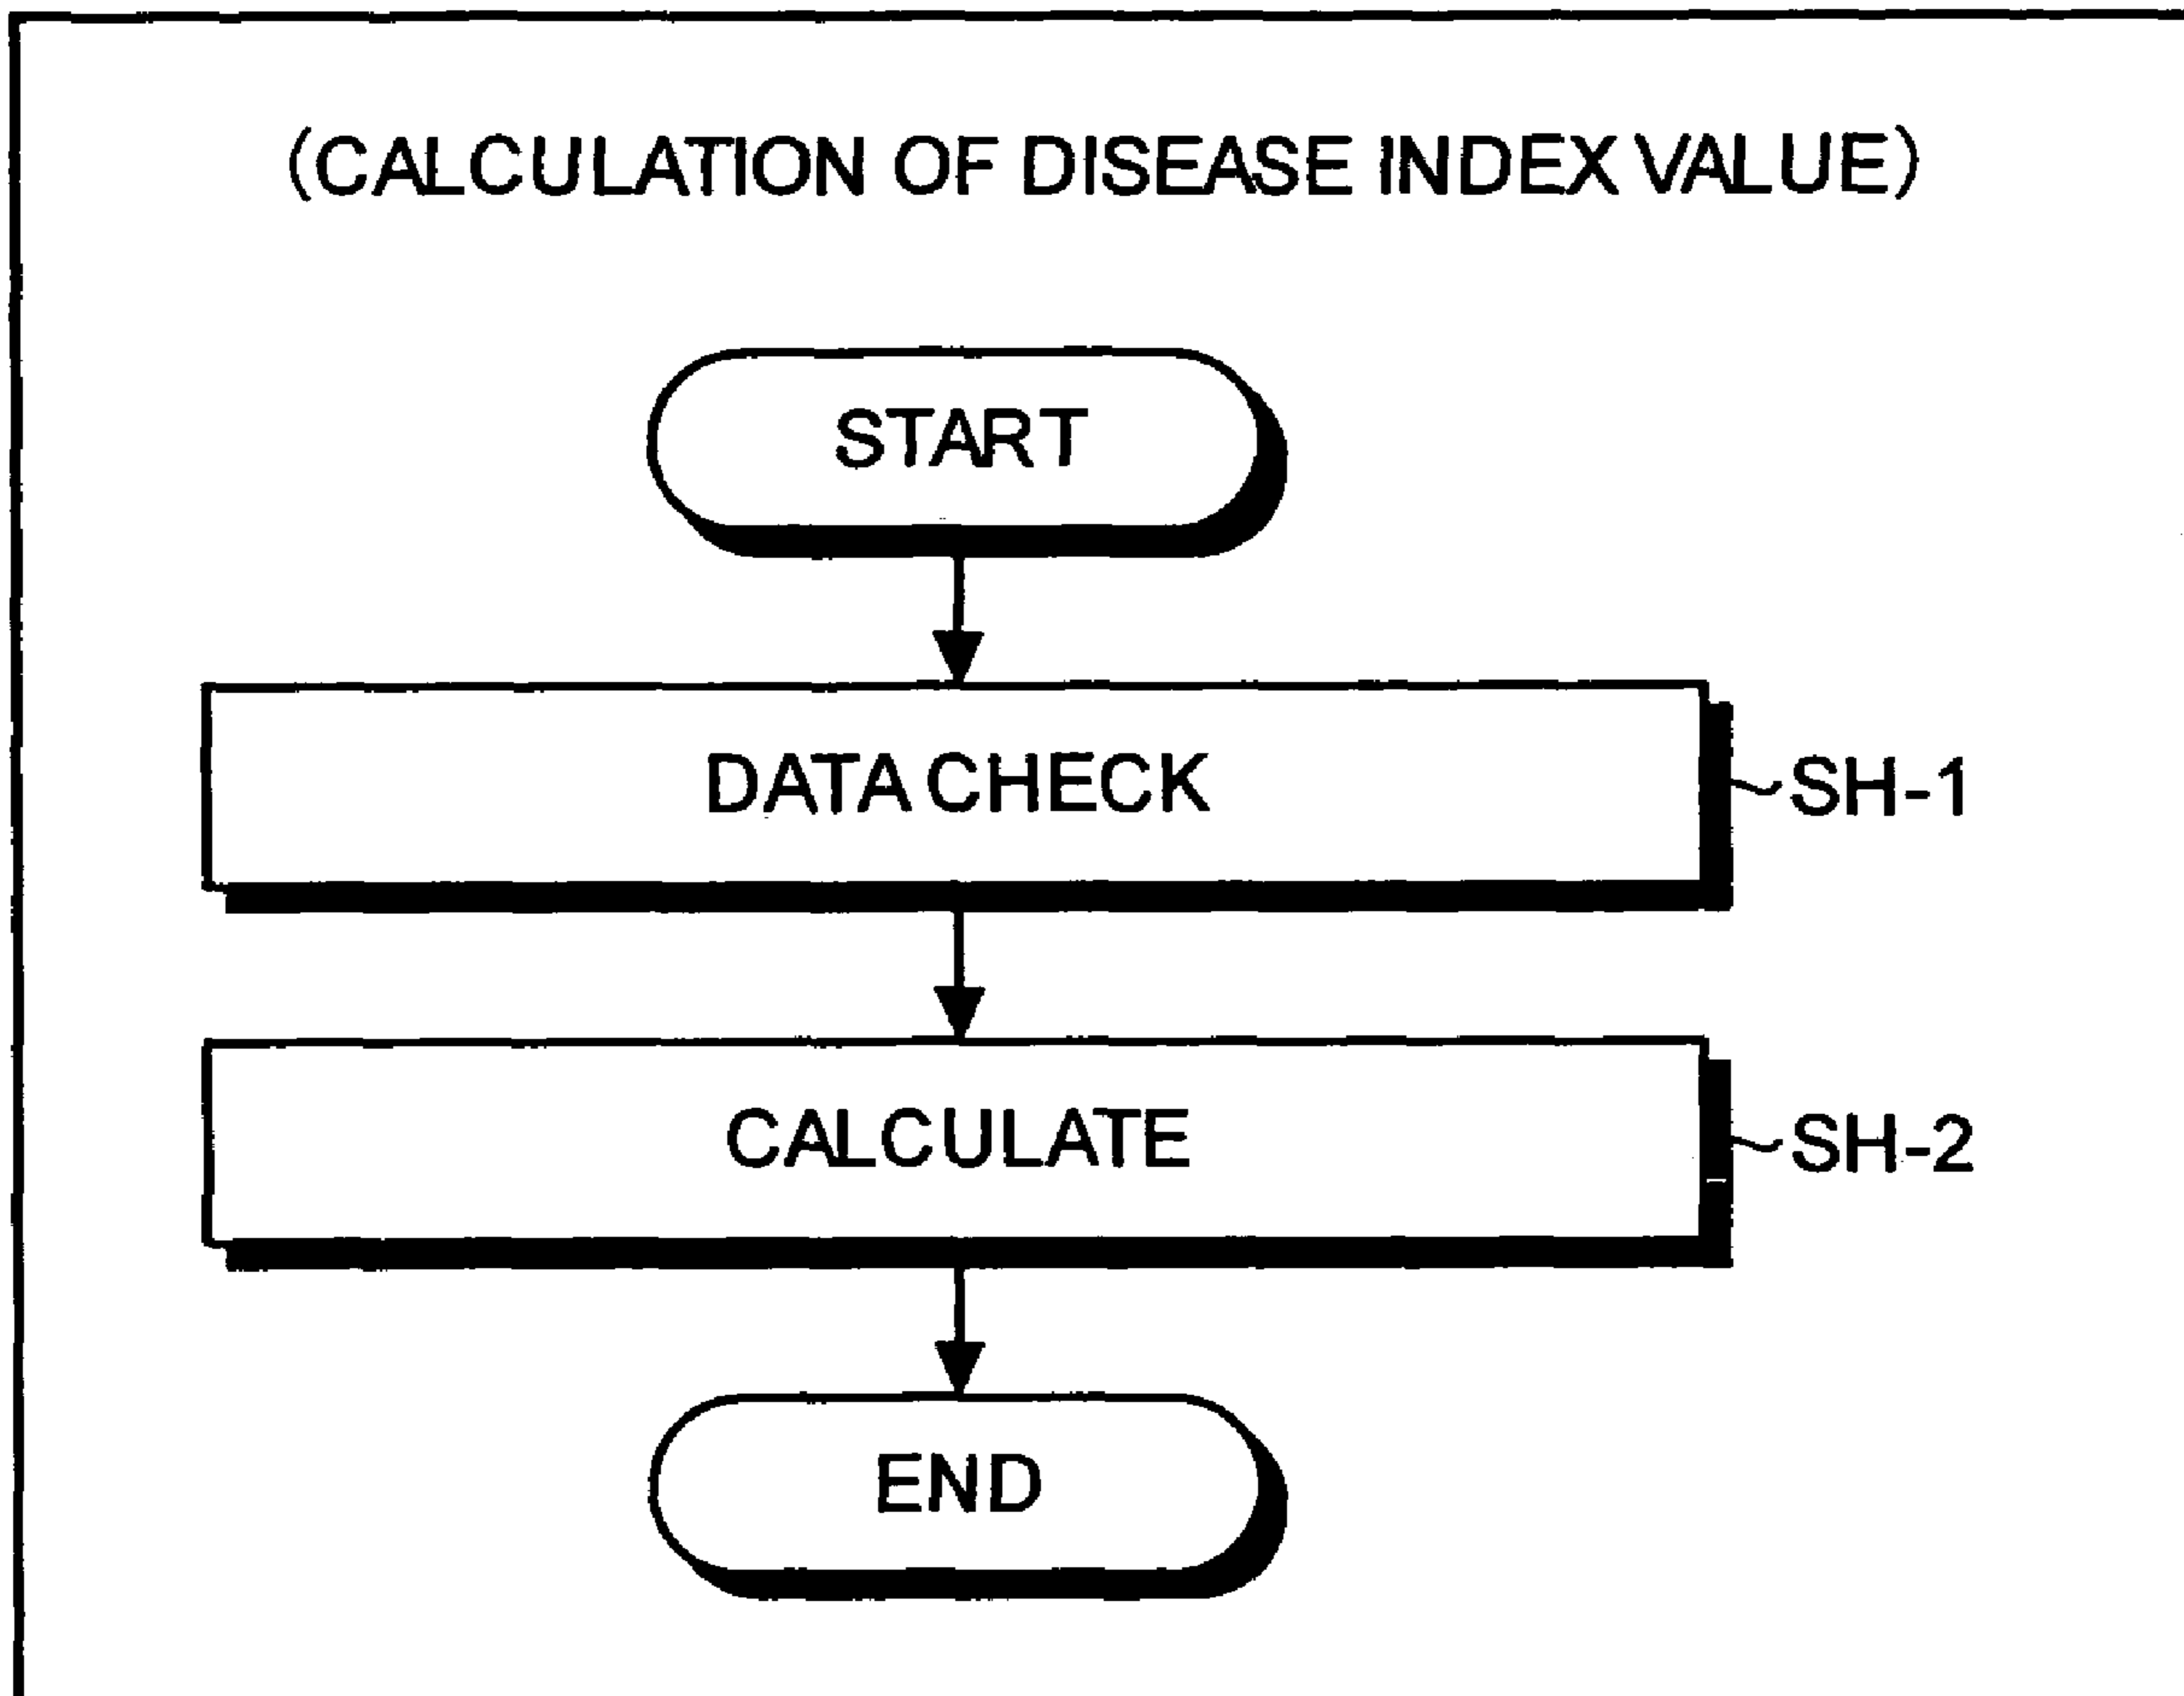 (CALCULATION OF DISEASE INDEX VALUE)
START
DATA CHECK
SH-1
CALCULATE
SH-2
END